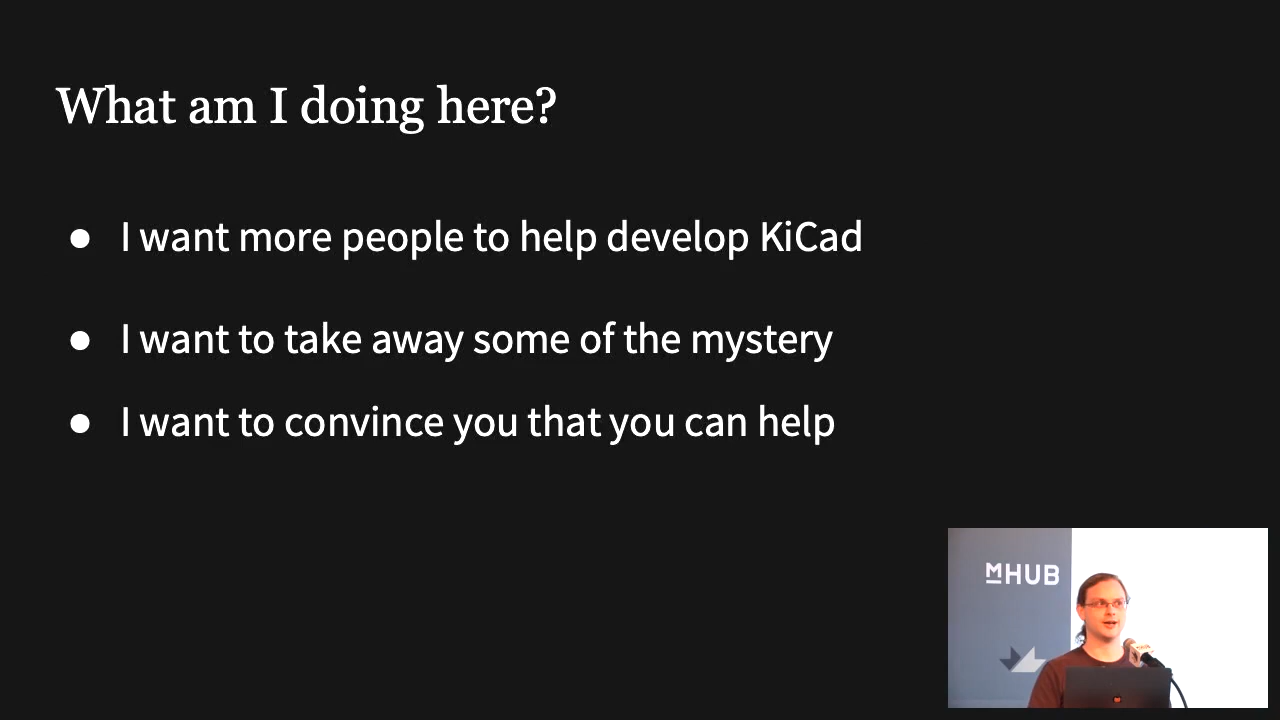 What am I doing here?
● I want more people to help develop KiCad
● I want to take away some of the mystery
● I want to convince you that you can help
mHUB